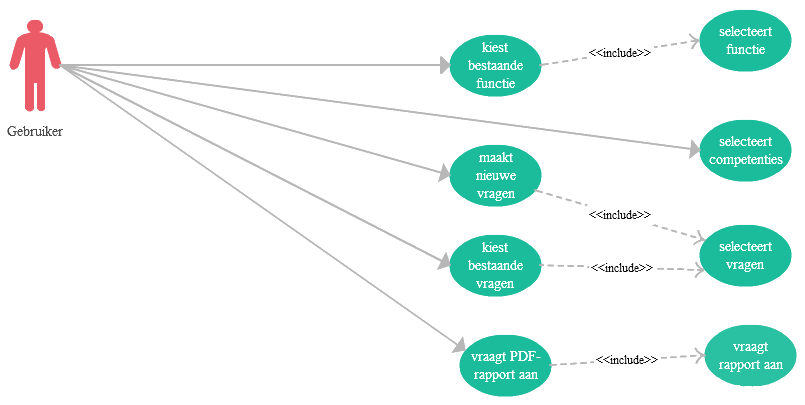 Gebruiker
kiest
bestaande
functie
<<include>>
selecteert
functie
selecteert
competenties
maakt
nieuwe
vragen
<<include>>
selecteert
vragen
kiest
bestaande
vragen
<<include>>
vraagt PDF-
rapport aan
<<include>>
vraagt
rapport aan